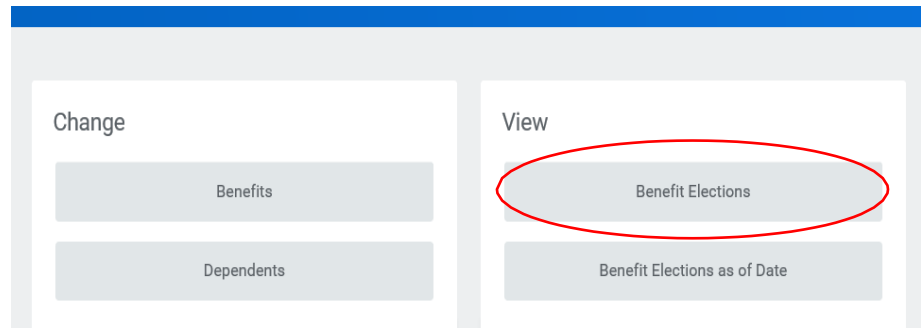 Change
Benefits
Dependents
View
Benefit Elections
Benefit Elections as of Date